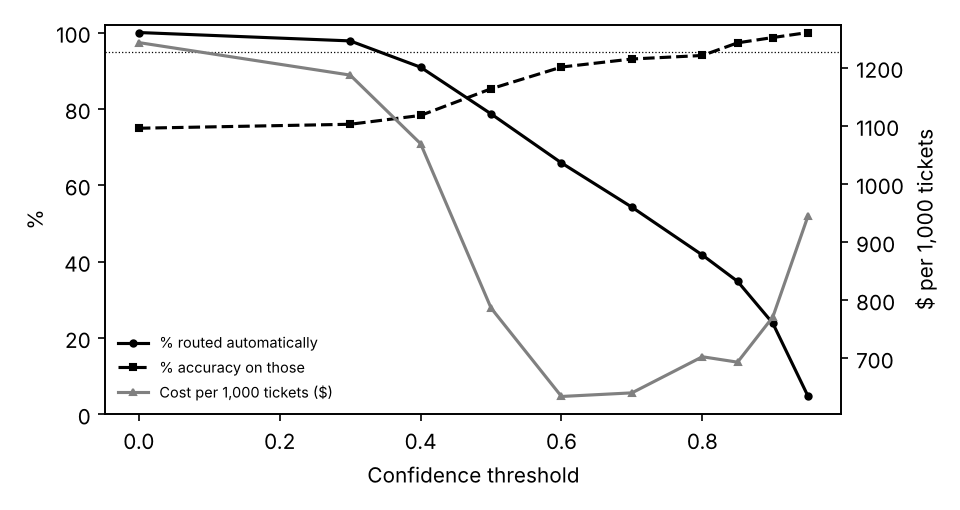 100
80
60
40
20
0
%
1200
1100
1000
900
800
700
$ per 1,000 tickets
% routed automatically
% accuracy on those
Cost per 1,000 tickets ($)
0.0 0.2 0.4 0.6 0.8
Confidence threshold